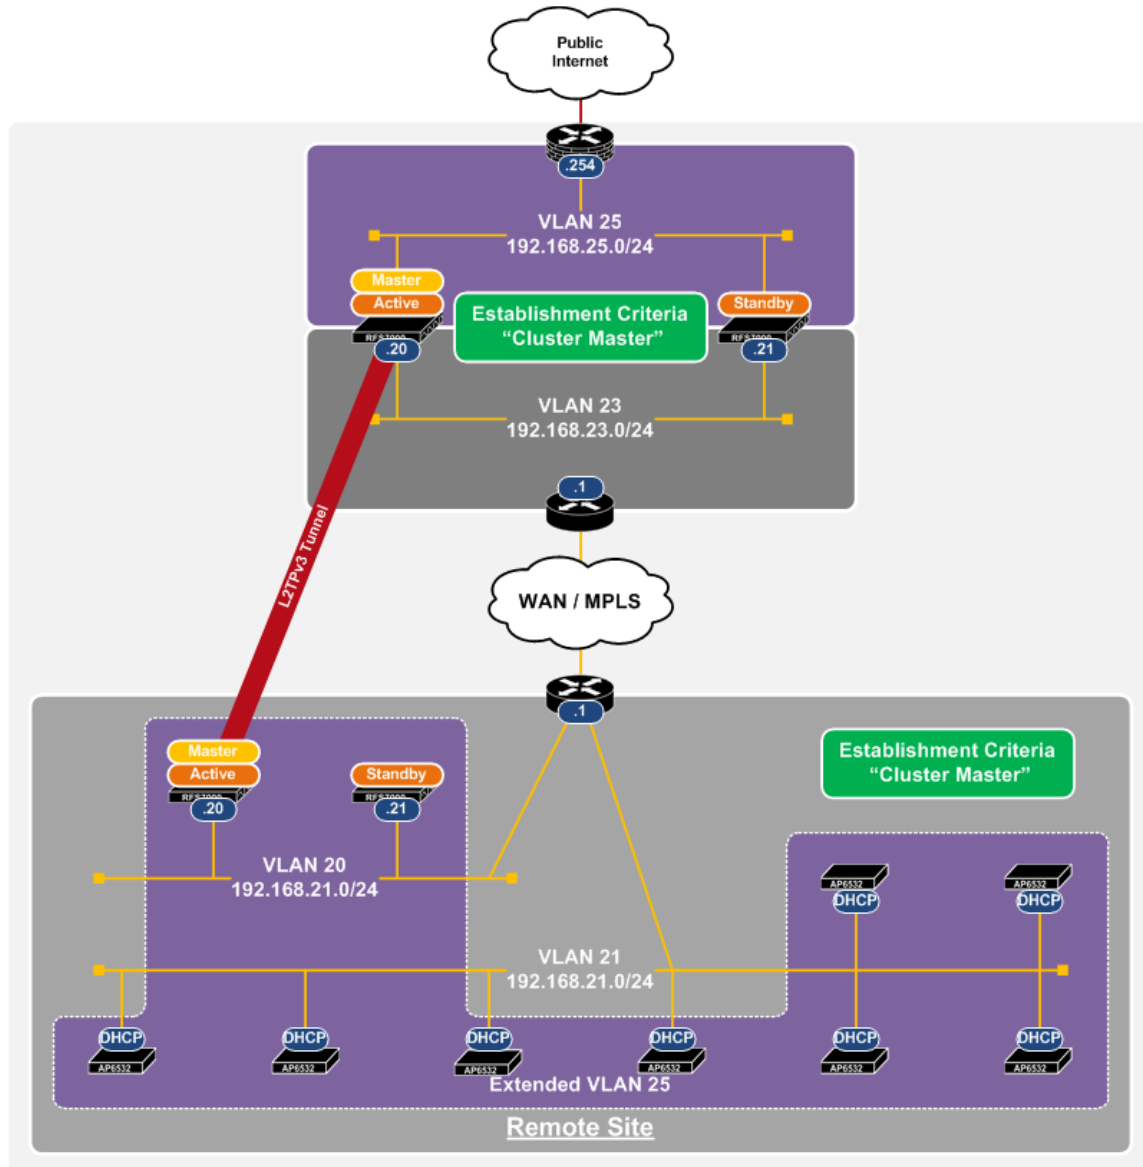 Public
Internet
.254
VLAN 25
192.168.25.0/24
Master
Active
Establishment Criteria
“Cluster Master”
Standby
.20
.21
VLAN 23
192.168.23.0/24
.1
L2TPv3 Tunnel
WAN / MPLS
.1
Master
Active
Standby
Establishment Criteria
“Cluster Master”
.20
.21
VLAN 20
192.168.21.0/24
AP6532
AP6532
DHCP
DHCP
VLAN 21
192.168.21.0/24
DHCP
DHCP
DHCP
DHCP
DHCP
DHCP
AP6532
AP6532
AP6532
AP6532
AP6532
AP6532
Extended VLAN 25
Remote Site